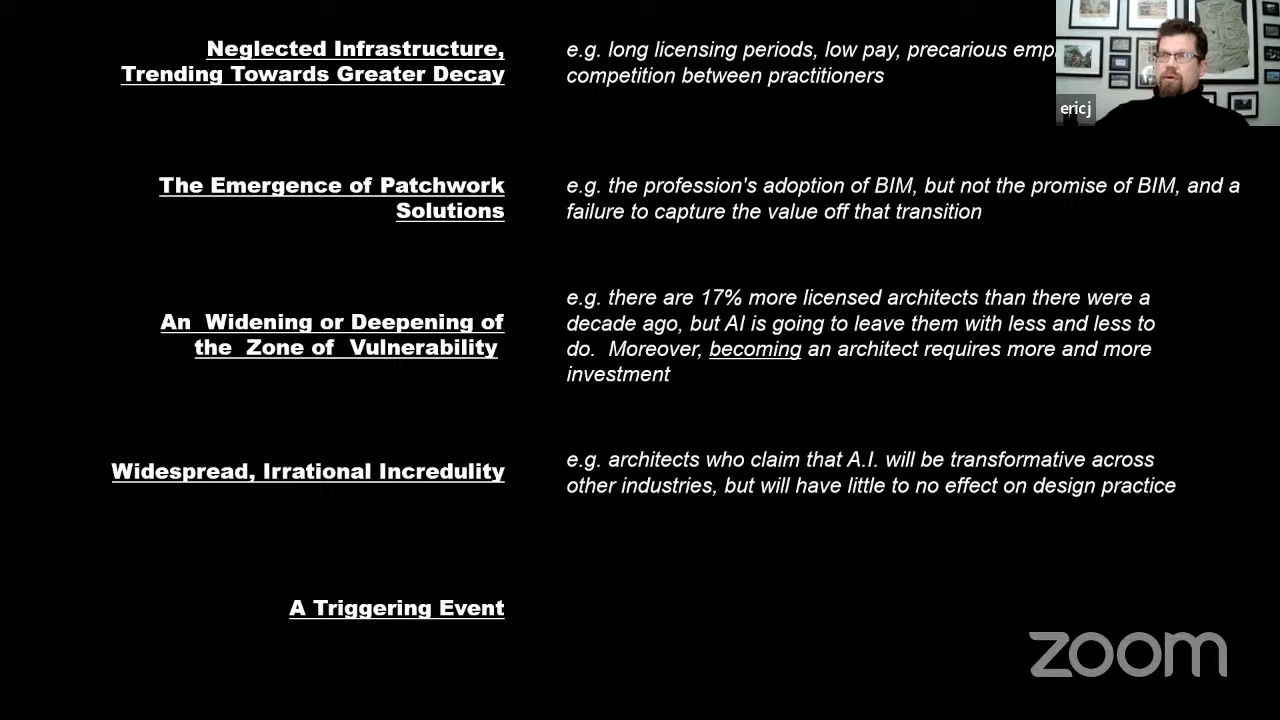 Neglected Infrastructure,
Trending Towards Greater Decay
e.g. long licensing periods, low pay, precarious
competition between practitioners
ericj
The Emergence of Patchwork
Solutions
e.g. the profession's adoption of BIM, but not the promise of BIM, and a
failure to capture the value off that transition
An Widening or Deepening of
the Zone of Vulnerability
e.g. there are 17% more licensed architects than there were a
decade ago, but AI is going to leave them with less and less to
do. Moreover, becoming an architect requires more and more
investment
Widespread, Irrational Incredulity
e.g. architects who claim that A.I. will be transformative across
other industries, but will have little to no effect on design practice
A Triggering Event
zoom